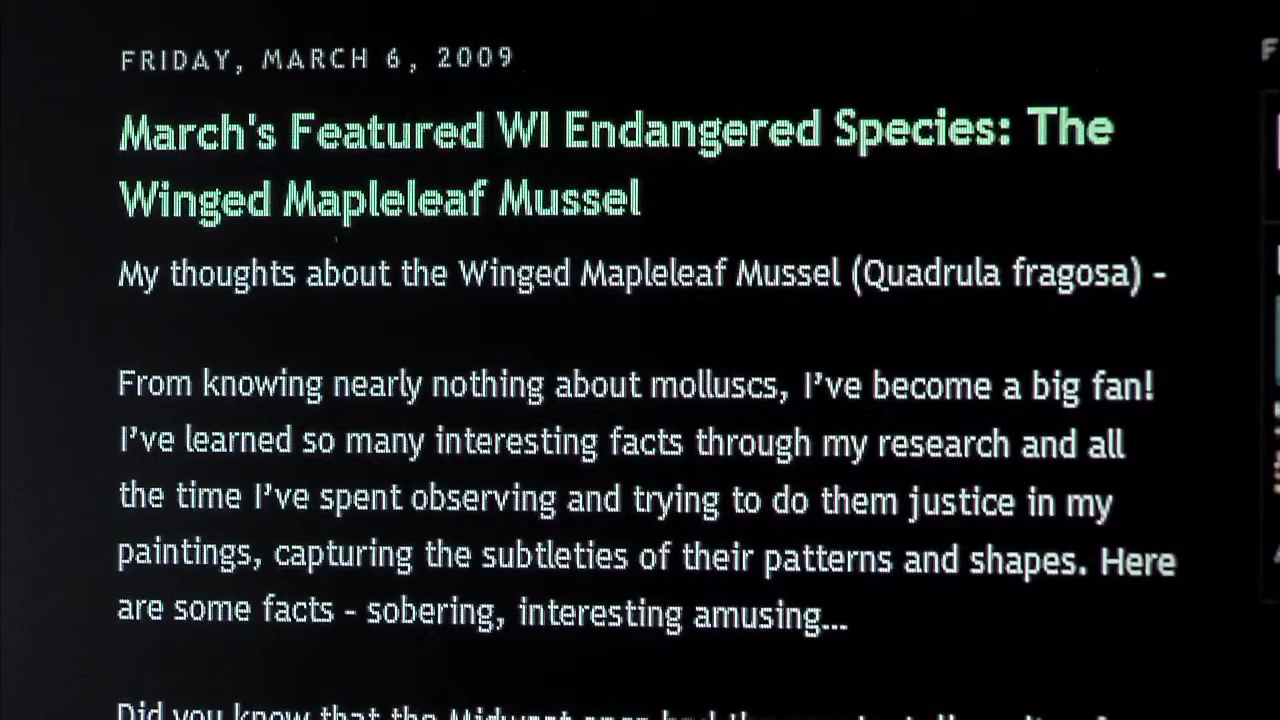 FRIDAY, MARCH 6, 2009
March's Featured WI Endangered Species: The
Winged Mapleleaf Mussel
My thoughts about the Winged Mapleleaf Mussel (Quadrula fragosa) -
From knowing nearly nothing about molluscs, I've become a big fan!
I've learned so many interesting facts through my research and all
the time I've spent observing and trying to do them justice in my
paintings, capturing the subtleties of their patterns and shapes. Here
are some facts - sobering, interesting amusing...
Did you know that the Midwest once had the